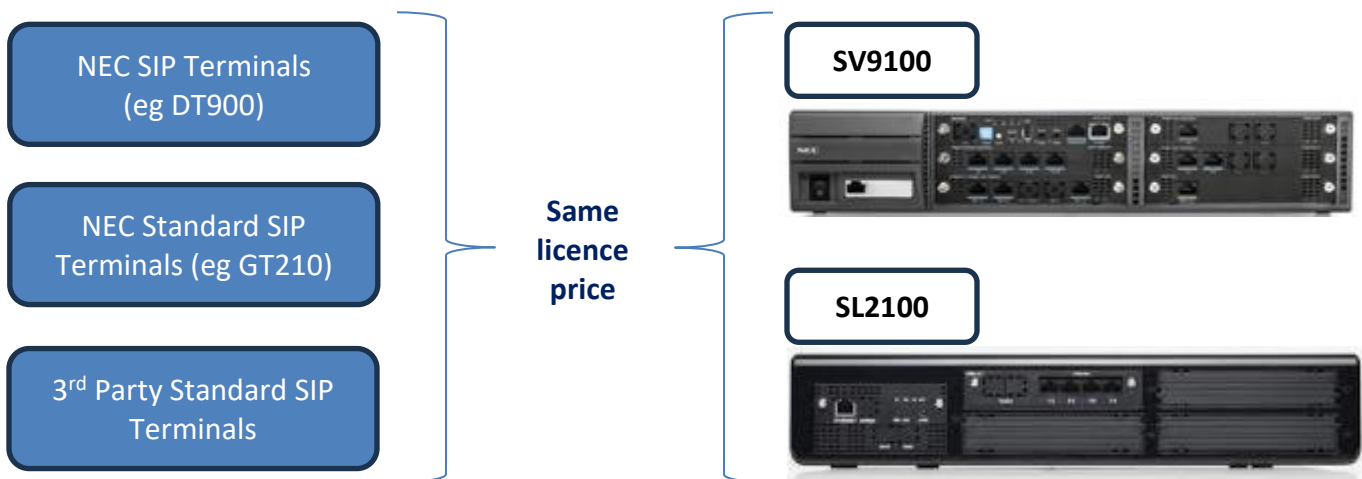 NEC SIP Terminals
(eg DT900)
NEC Standard SIP
Terminals (eg GT210)
3rd Party Standard SIP
Terminals
Same
licence
price
SV9100
NEC
SL2100